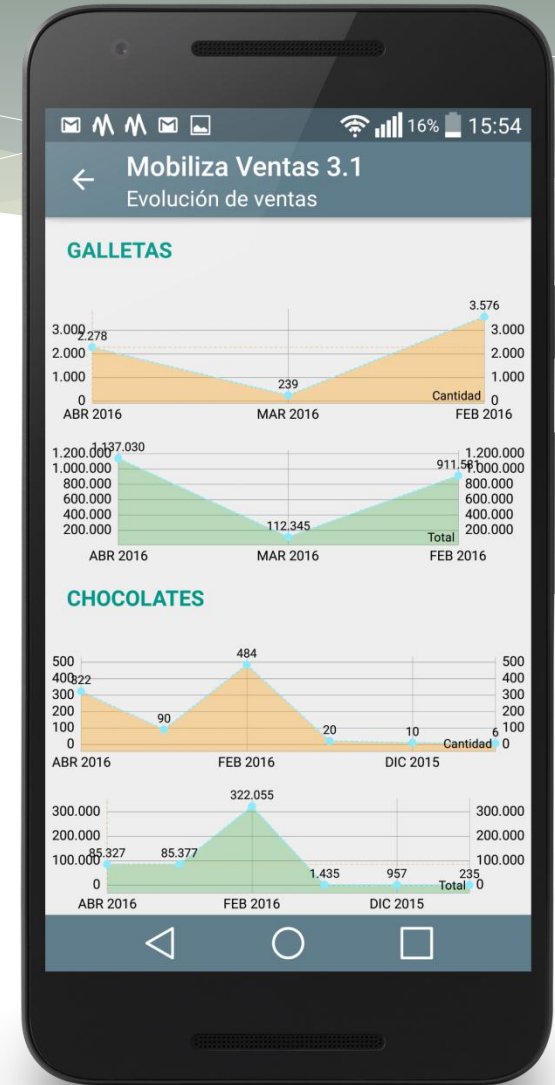 16% 15:54
Mobiliza Ventas 3.1
Evolución de ventas
GALLETAS
3.576
3.000 2.278 3.000
2.000 2.000
239
1.000 1.000
Cantidad
0 0
ABR 2016 MAR 2016 FEB 2016
1.137.030
1.200.000 1.200.000
911.581
1.000.000 1.000.000
800.000 800.000
600.000 600.000
400.000 400.000
112.345
200.000 Total 200.000
ABR 2016 MAR 2016 FEB 2016
CHOCOLATES
484
500 500
400 322 400
300 300
200 200
90
100 20 10 6 100
0 Cantidad 0
ABR 2016 FEB 2016 DIC 2015
322.055
300.000 300.000
200.000 200.000
85.327 85.377
100.000 100.000
1.435 957 235
0 Total 0
ABR 2016 FEB 2016 DIC 2015